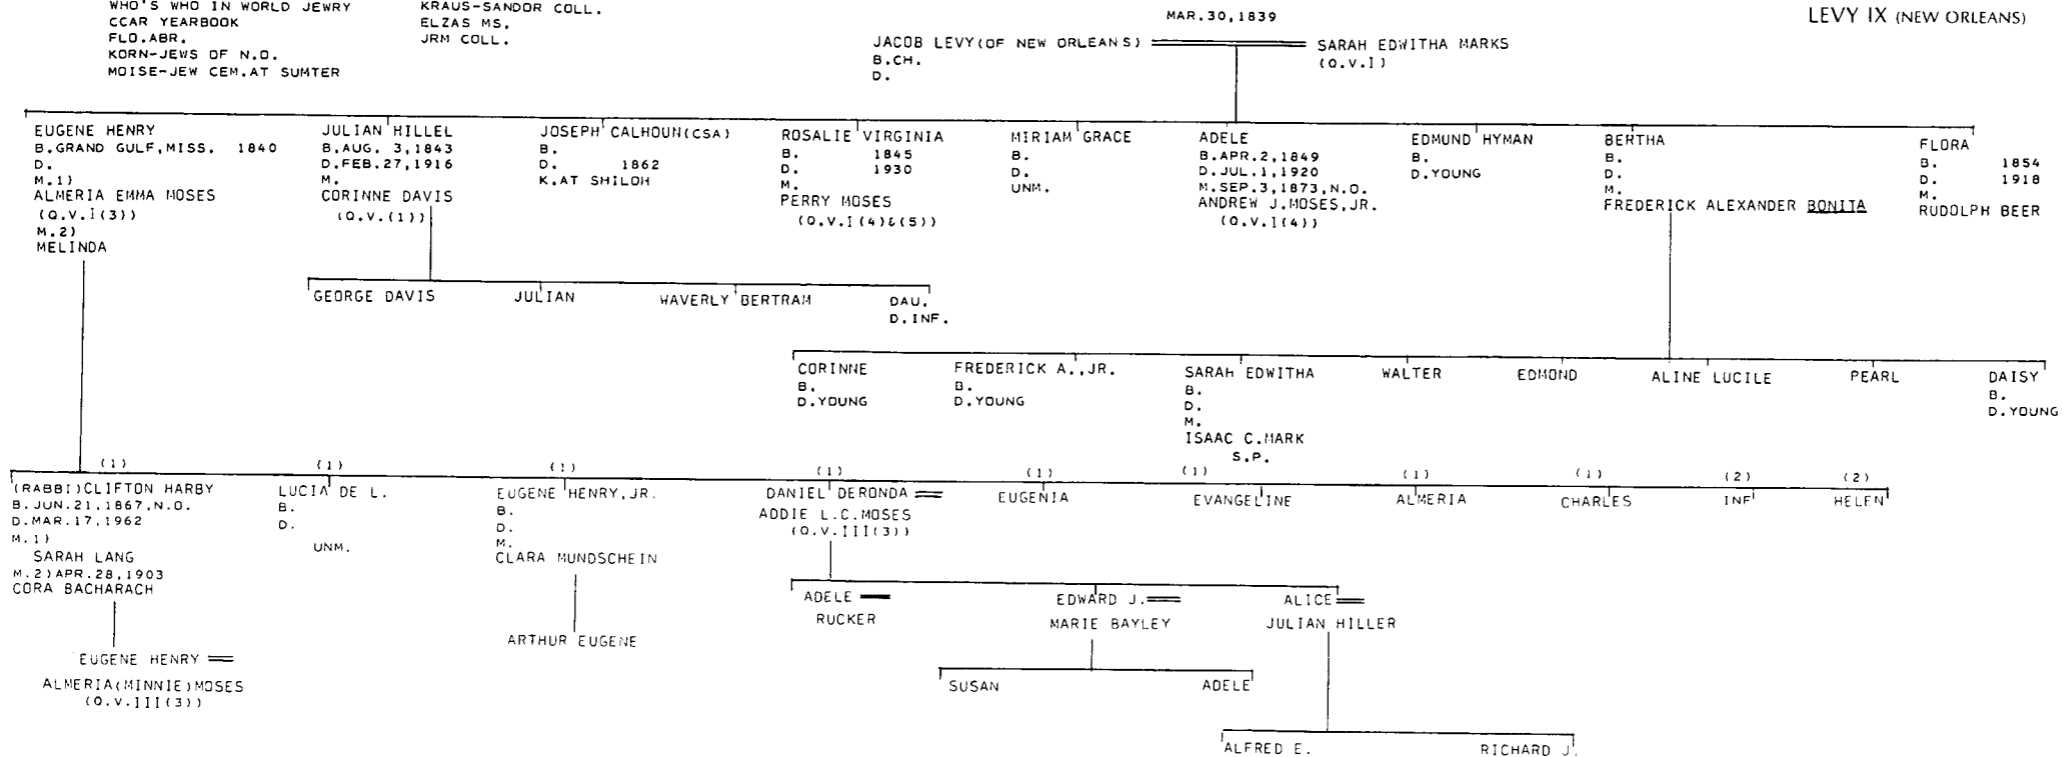 WHO'S WHO IN WORLD JEWRY
CCAR YEARBOOK
FLO.ABR.
KORN-JEWS OF N.O.
MOISE-JEW CEM.AT SUMTER
KRAUS-SANDOR COLL.
ELZAS MS.
JRM COLL.
LEVY IX (NEW ORLEANS)
MAR.30,1839
JACOB LEVY(OF NEW ORLEANS)
B.CH.
D.
SARAH EDWITHA MARKS
(Q.V.I)
EUGENE HENRY
B.GRAND GULF,MISS. 1840
D.
M.1)
ALMERIA EMMA MOSES
(Q.V.I(3))
M.2)
MELINDA
JULIAN HILLEL
B.AUG. 3,1843
D.FEB.27,1916
M.
CORINNE DAVIS
(Q.V.(1))
JOSEPH CALHOUN(CSA)
B.
D. 1862
K.AT SHILOH
ROSALIE VIRGINIA
B. 1845
D. 1930
M.
PERRY MOSES
(Q.V.I(4)&(5))
MIRIAM GRACE
B.
D.
UNM.
ADELE
B.APR.2,1849
D.JUL.1,1920
M.SEP.3,1873,N.O.
ANDREW J.MOSES,JR.
(Q.V.I(4))
EDMUND HYMAN
B.
D.YOUNG
BERTHA
B.
D.
M.
FREDERICK ALEXANDER BONITA
FLORA
B. 1854
D. 1918
M.
RUDOLPH BEER
GEORGE DAVIS
JULIAN
WAVERLY BERTRAM
DAU.
D.INF.
CORINNE
B.
D.YOUNG
FREDERICK A.,JR.
B.
D.YOUNG
SARAH EDWITHA
B.
D.
M.
ISAAC C.MARK
S.P.
WALTER
EDMOND
ALINE LUCILE
PEARL
DAISY
B.
D.YOUNG
(1)
(RABBI)CLIFTON HARBY
B.JUN.21,1867,N.O.
D.MAR.17,1962
M.1)
SARAH LANG
M.2)APR.28,1903
CORA BACHARACH
(1)
LUCIA DE L.
B.
D.
UNM.
(1)
EUGENE HENRY,JR.
B.
D.
M.
CLARA MUNDSCHEIN
(1)
DANIEL DERONDA
ADDIE L.C.MOSES
(Q.V.III(3))
(1)
EUGENIA
(1)
EVANGELINE
(1)
ALMERIA
(1)
CHARLES
(2)
INF
(2)
HELEN
EUGENE HENRY
ALMERIA(MINNIE)MOSES
(Q.V.III(3))
ARTHUR EUGENE
ADELE
RUCKER
EDWARD J.
MARIE BAYLEY
ALICE
JULIAN HILLER
SUSAN
ADELE
ALFRED E.
RICHARD J.